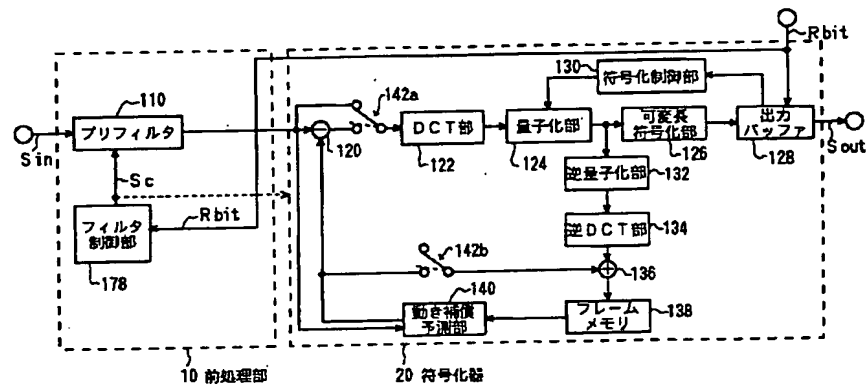 Rbit
130
符号化制御部
110
142a
プリフィルタ
DCT部
量子化部
可変長
符号化部
出力
バッファ
Sin
120
122
124
126
128
Sout
Sc
逆量子化部
132
Rbit
フィルタ
制御部
逆DCT部
134
178
142b
136
140
動き補償
予測部
フレーム
メモリ
138
10 前処理部
20 符号化器